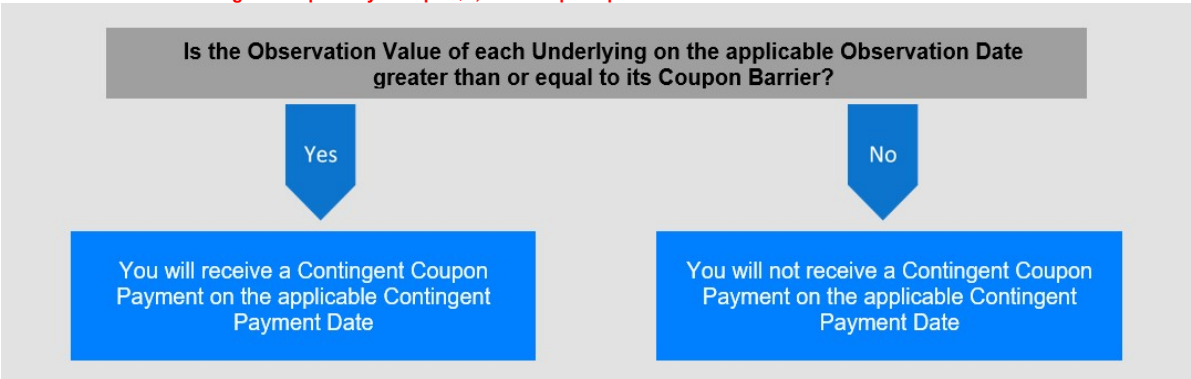 Is the Observation Value of each Underlying on the applicable Observation Date
greater than or equal to its Coupon Barrier?
Yes
No
You will receive a Contingent Coupon
Payment on the applicable Contingent
Payment Date
You will not receive a Contingent Coupon
Payment on the applicable Contingent
Payment Date